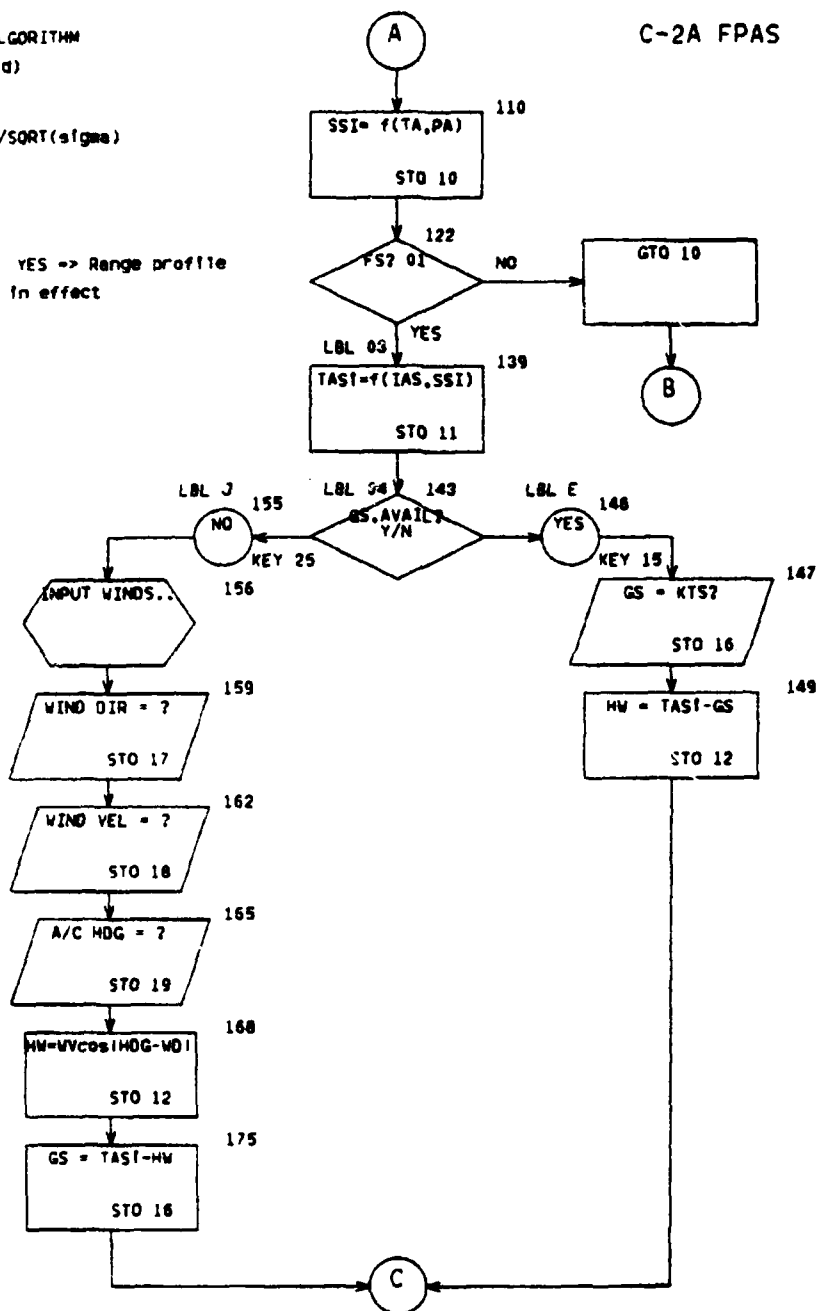 LGORITHM
d)
C-2A FPAS
A
110
SSI= f(TA,PA)
/SQRT(sigma)
STO 10
122
FS? 01
NO
GTO 10
YES => Range profile
in effect
YES
LBL 03
139
TASi=f(IAS,SSI)
STO 11
B
LBL J
155
NO
KEY 25
LBL 04
143
GS.AVAIL?
Y/N
LBL E
146
YES
KEY 15
INPUT WINDS..
156
GS = KTS?
147
STO 16
WIND DIR = ?
159
STO 17
HW = TASi-GS
149
STO 12
WIND VEL = ?
162
STO 18
A/C HDG = ?
165
STO 19
HW=WVcos|HDG-WD|
168
STO 12
GS = TASi-HW
175
STO 16
C